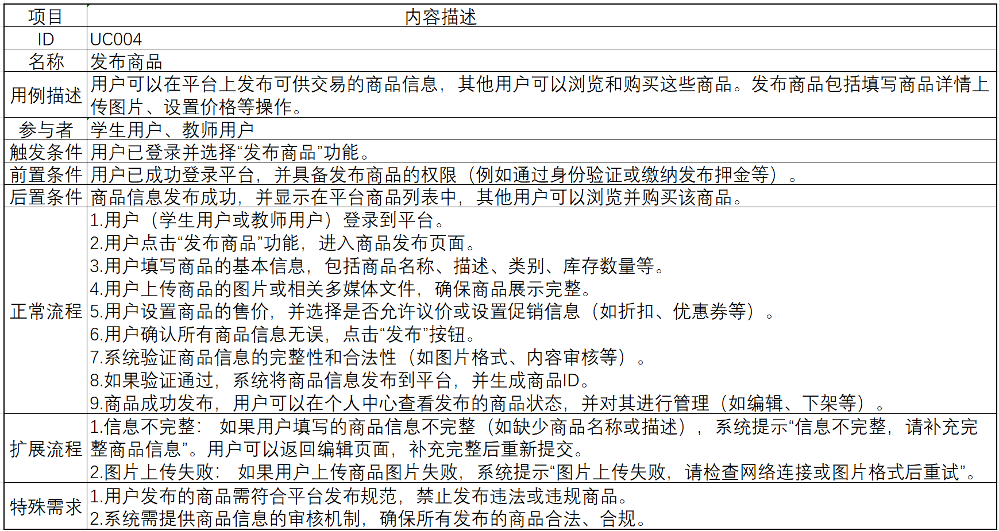 项目 内容描述
ID UC004
名称 发布商品
用例描述 用户可以在平台上发布可供交易的商品信息，其他用户可以浏览和购买这些商品。发布商品包括填写商品详情上
传图片、设置价格等操作。
参与者 学生用户、教师用户
触发条件 用户已登录并选择“发布商品”功能。
前置条件 用户已成功登录平台，并具备发布商品的权限（例如通过身份验证或缴纳发布押金等）。
后置条件 商品信息发布成功，并显示在平台商品列表中，其他用户可以浏览并购买该商品。
正常流程
1.用户（学生用户或教师用户）登录到平台。
2.用户点击“发布商品”功能，进入商品发布页面。
3.用户填写商品的基本信息，包括商品名称、描述、类别、库存数量等。
4.用户上传商品的图片或相关多媒体文件，确保商品展示完整。
5.用户设置商品的售价，并选择是否允许议价或设置促销信息（如折扣、优惠券等）。
6.用户确认所有商品信息无误，点击“发布”按钮。
7.系统验证商品信息的完整性和合法性（如图片格式、内容审核等）。
8.如果验证通过，系统将商品信息发布到平台，并生成商品ID。
9.商品成功发布，用户可以在个人中心查看发布的商品状态，并对其进行管理（如编辑、下架等）。
扩展流程
1.信息不完整： 如果用户填写的商品信息不完整（如缺少商品名称或描述），系统提示“信息不完整，请补充完
整商品信息”。用户可以返回编辑页面，补充完整后重新提交。
2.图片上传失败： 如果用户上传商品图片失败，系统提示“图片上传失败，请检查网络连接或图片格式后重试”。
特殊需求
1.用户发布的商品需符合平台发布规范，禁止发布违法或违规商品。
2.系统需提供商品信息的审核机制，确保所有发布的商品合法、合规。